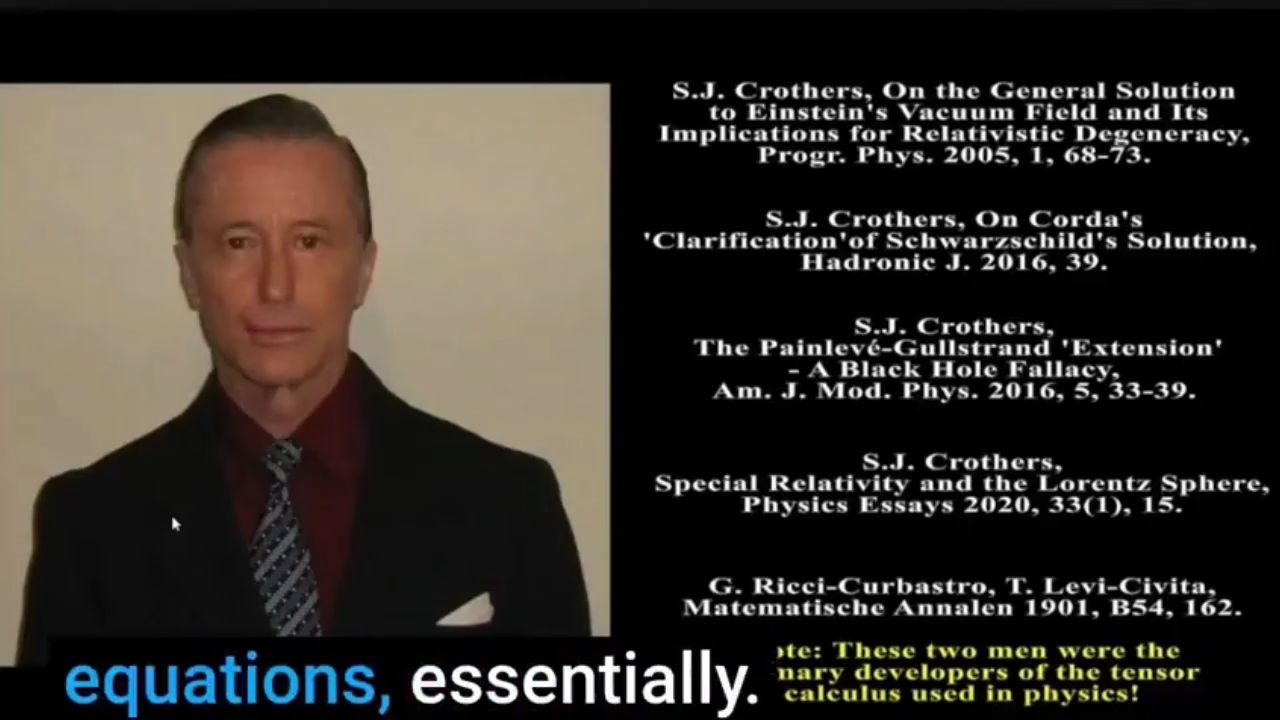 S.J. Crothers, On the General Solution
to Einstein's Vacuum Field and Its
Implications for Relativistic Degeneracy,
Progr. Phys. 2005, 1, 68-73.
S.J. Crothers, On Corda's
'Clarification'of Schwarzschild's Solution,
Hadronic J. 2016, 39.
S.J. Crothers,
The Painlevé-Gullstrand 'Extension'
- A Black Hole Fallacy,
Am. J. Mod. Phys. 2016, 5, 33-39.
S.J. Crothers,
Special Relativity and the Lorentz Sphere,
Physics Essays 2020, 33(1), 15.
G. Ricci-Curbastro, T. Levi-Civita,
Matematische Annalen 1901, B54, 162.
These two men were the
developers of the tensor
calculus used in physics!
equations, essentially.